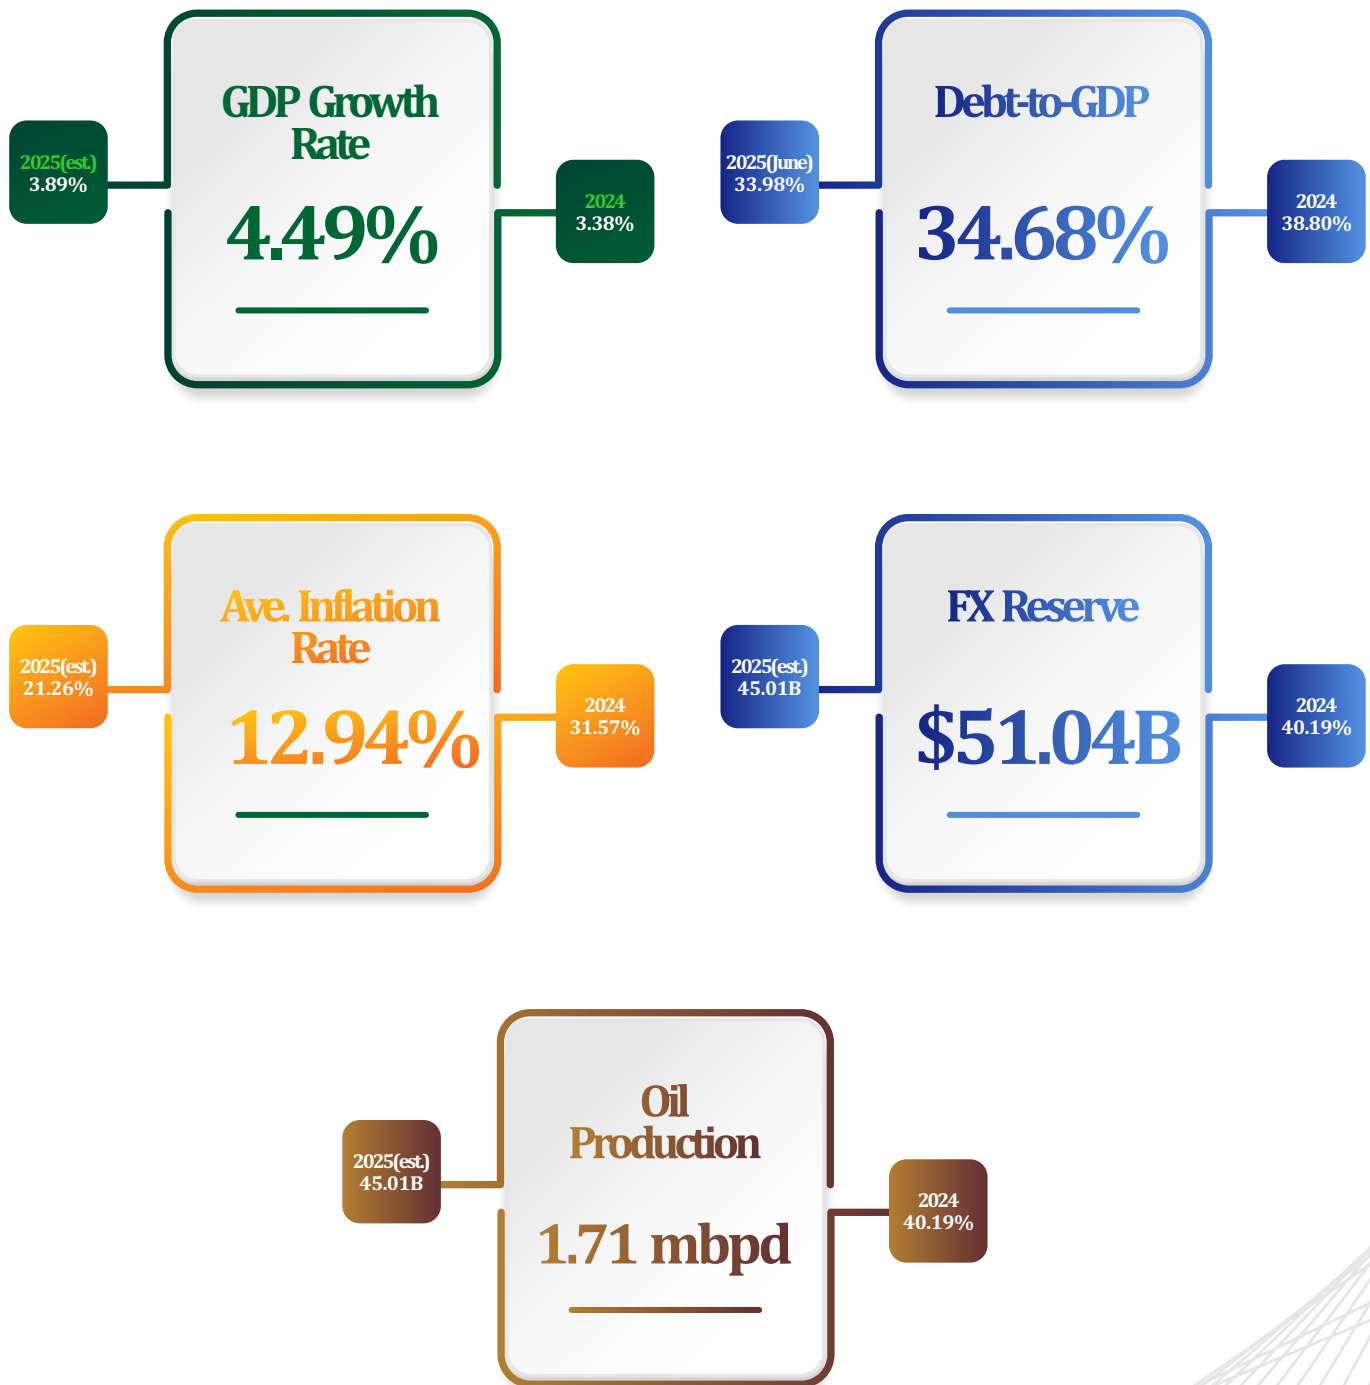 GDP Growth
Rate
2025(est.)
3.89%
4.49%
2024
3.38%
Debt-to-GDP
2025(June)
33.98%
34.68%
2024
38.80%
Ave. Inflation
Rate
2025(est.)
21.26%
12.94%
2024
31.57%
FX Reserve
2025(est.)
45.01B
$51.04B
2024
40.19%
Oil
Production
2025(est.)
45.01B
1.71 mbpd
2024
40.19%